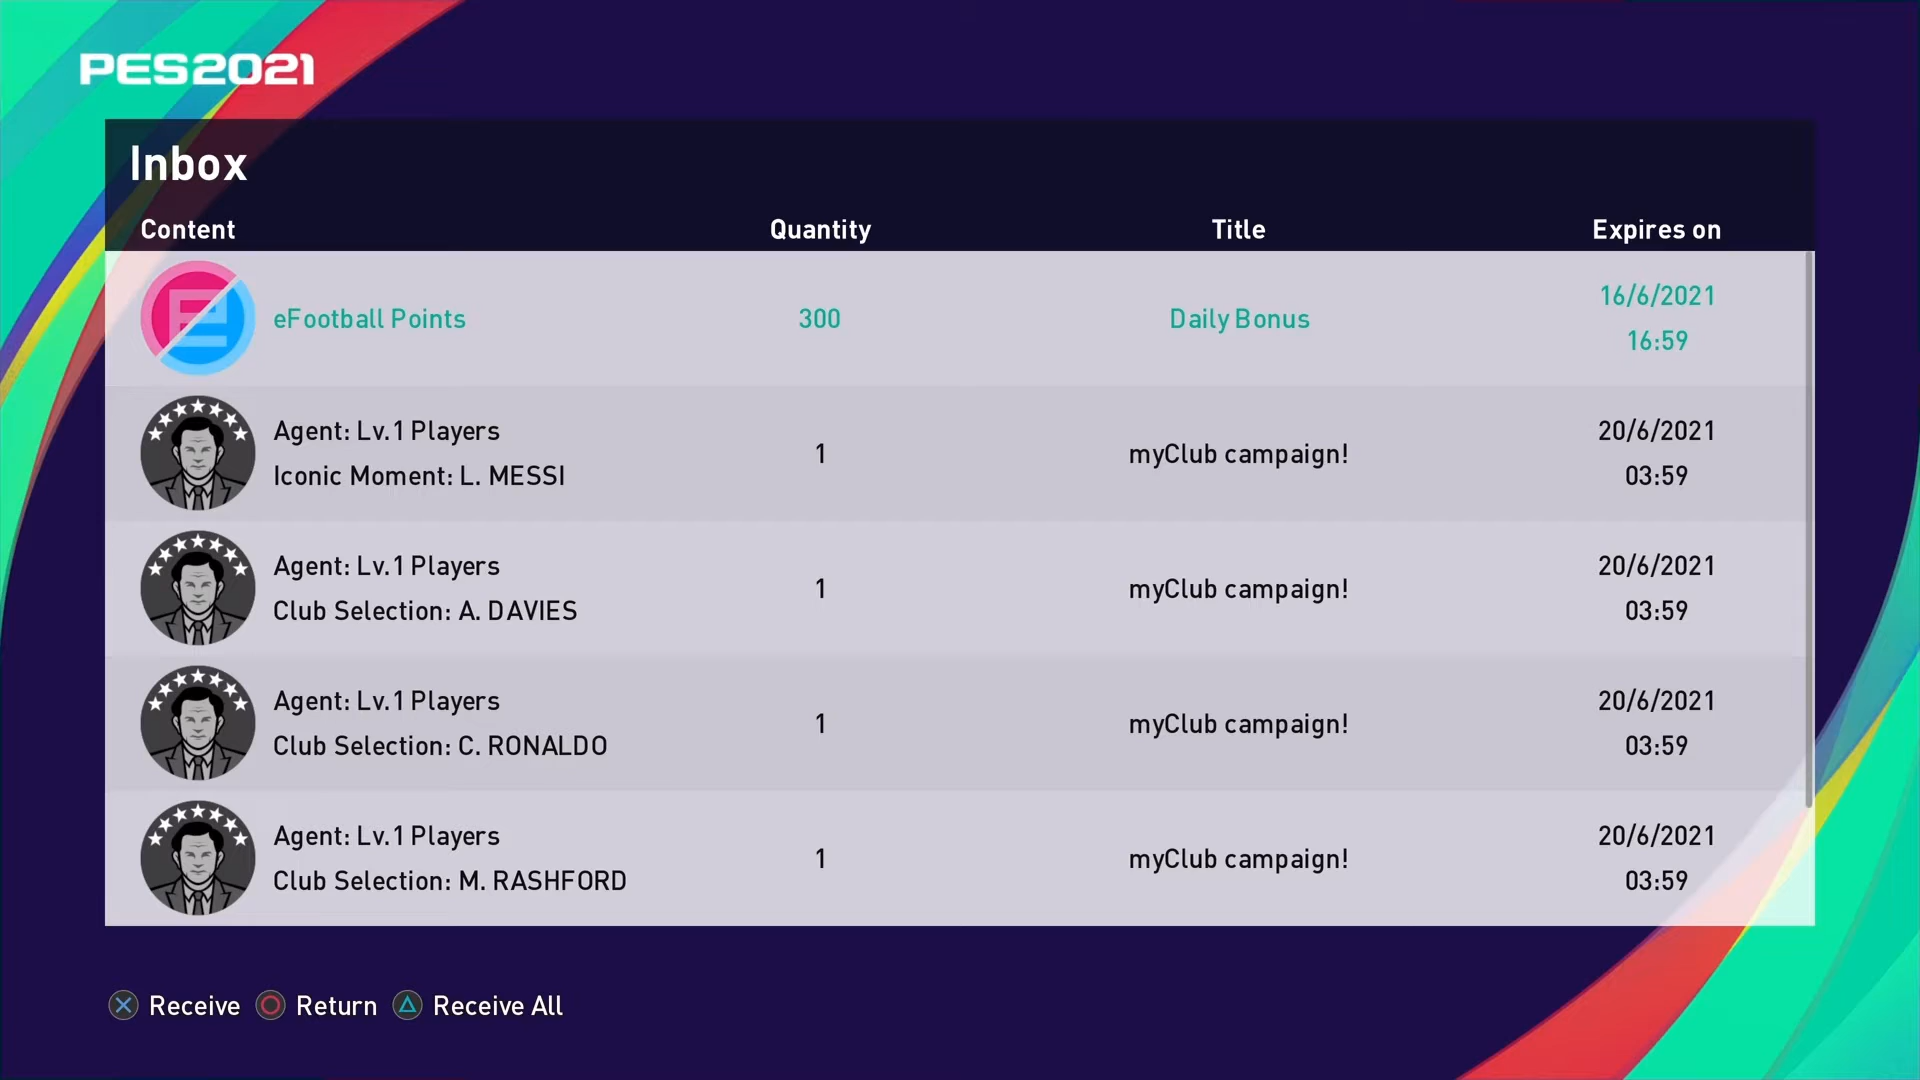 PES2021
Inbox
Content Quantity Title Expires on
eFootball Points 300 Daily Bonus 16/6/2021
16:59
Agent: Lv.1 Players
Iconic Moment: L. MESSI 1 myClub campaign! 20/6/2021
03:59
Agent: Lv.1 Players
Club Selection: A. DAVIES 1 myClub campaign! 20/6/2021
03:59
Agent: Lv.1 Players
Club Selection: C. RONALDO 1 myClub campaign! 20/6/2021
03:59
Agent: Lv.1 Players
Club Selection: M. RASHFORD 1 myClub campaign! 20/6/2021
03:59
Receive Return Receive All